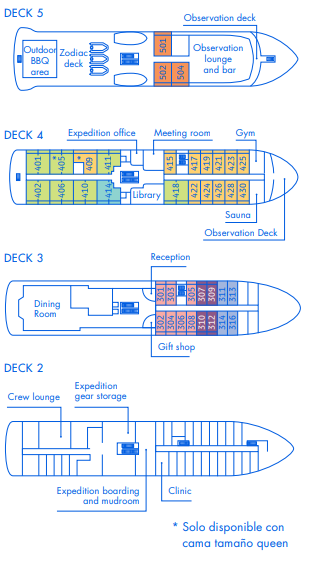 DECK 5
Observation deck
Outdoor
BBQ
area
Zodiac
deck
501
502 504
Observation
lounge
and bar
DECK 4
Expedition office
Meeting room
Gym
401 *405 *409 411
415 417 419 421 423 425
402 406 410
Library
418 422 424 426 428 430
Sauna
Observation Deck
DECK 3
Reception
Dining
Room
301 303 305 307 309 311 313
302 304 306 308 310 312 314 316
Gift shop
DECK 2
Crew lounge
Expedition
gear storage
Expedition boarding
and mudroom
Clinic
* Solo disponible con
cama tamaño queen